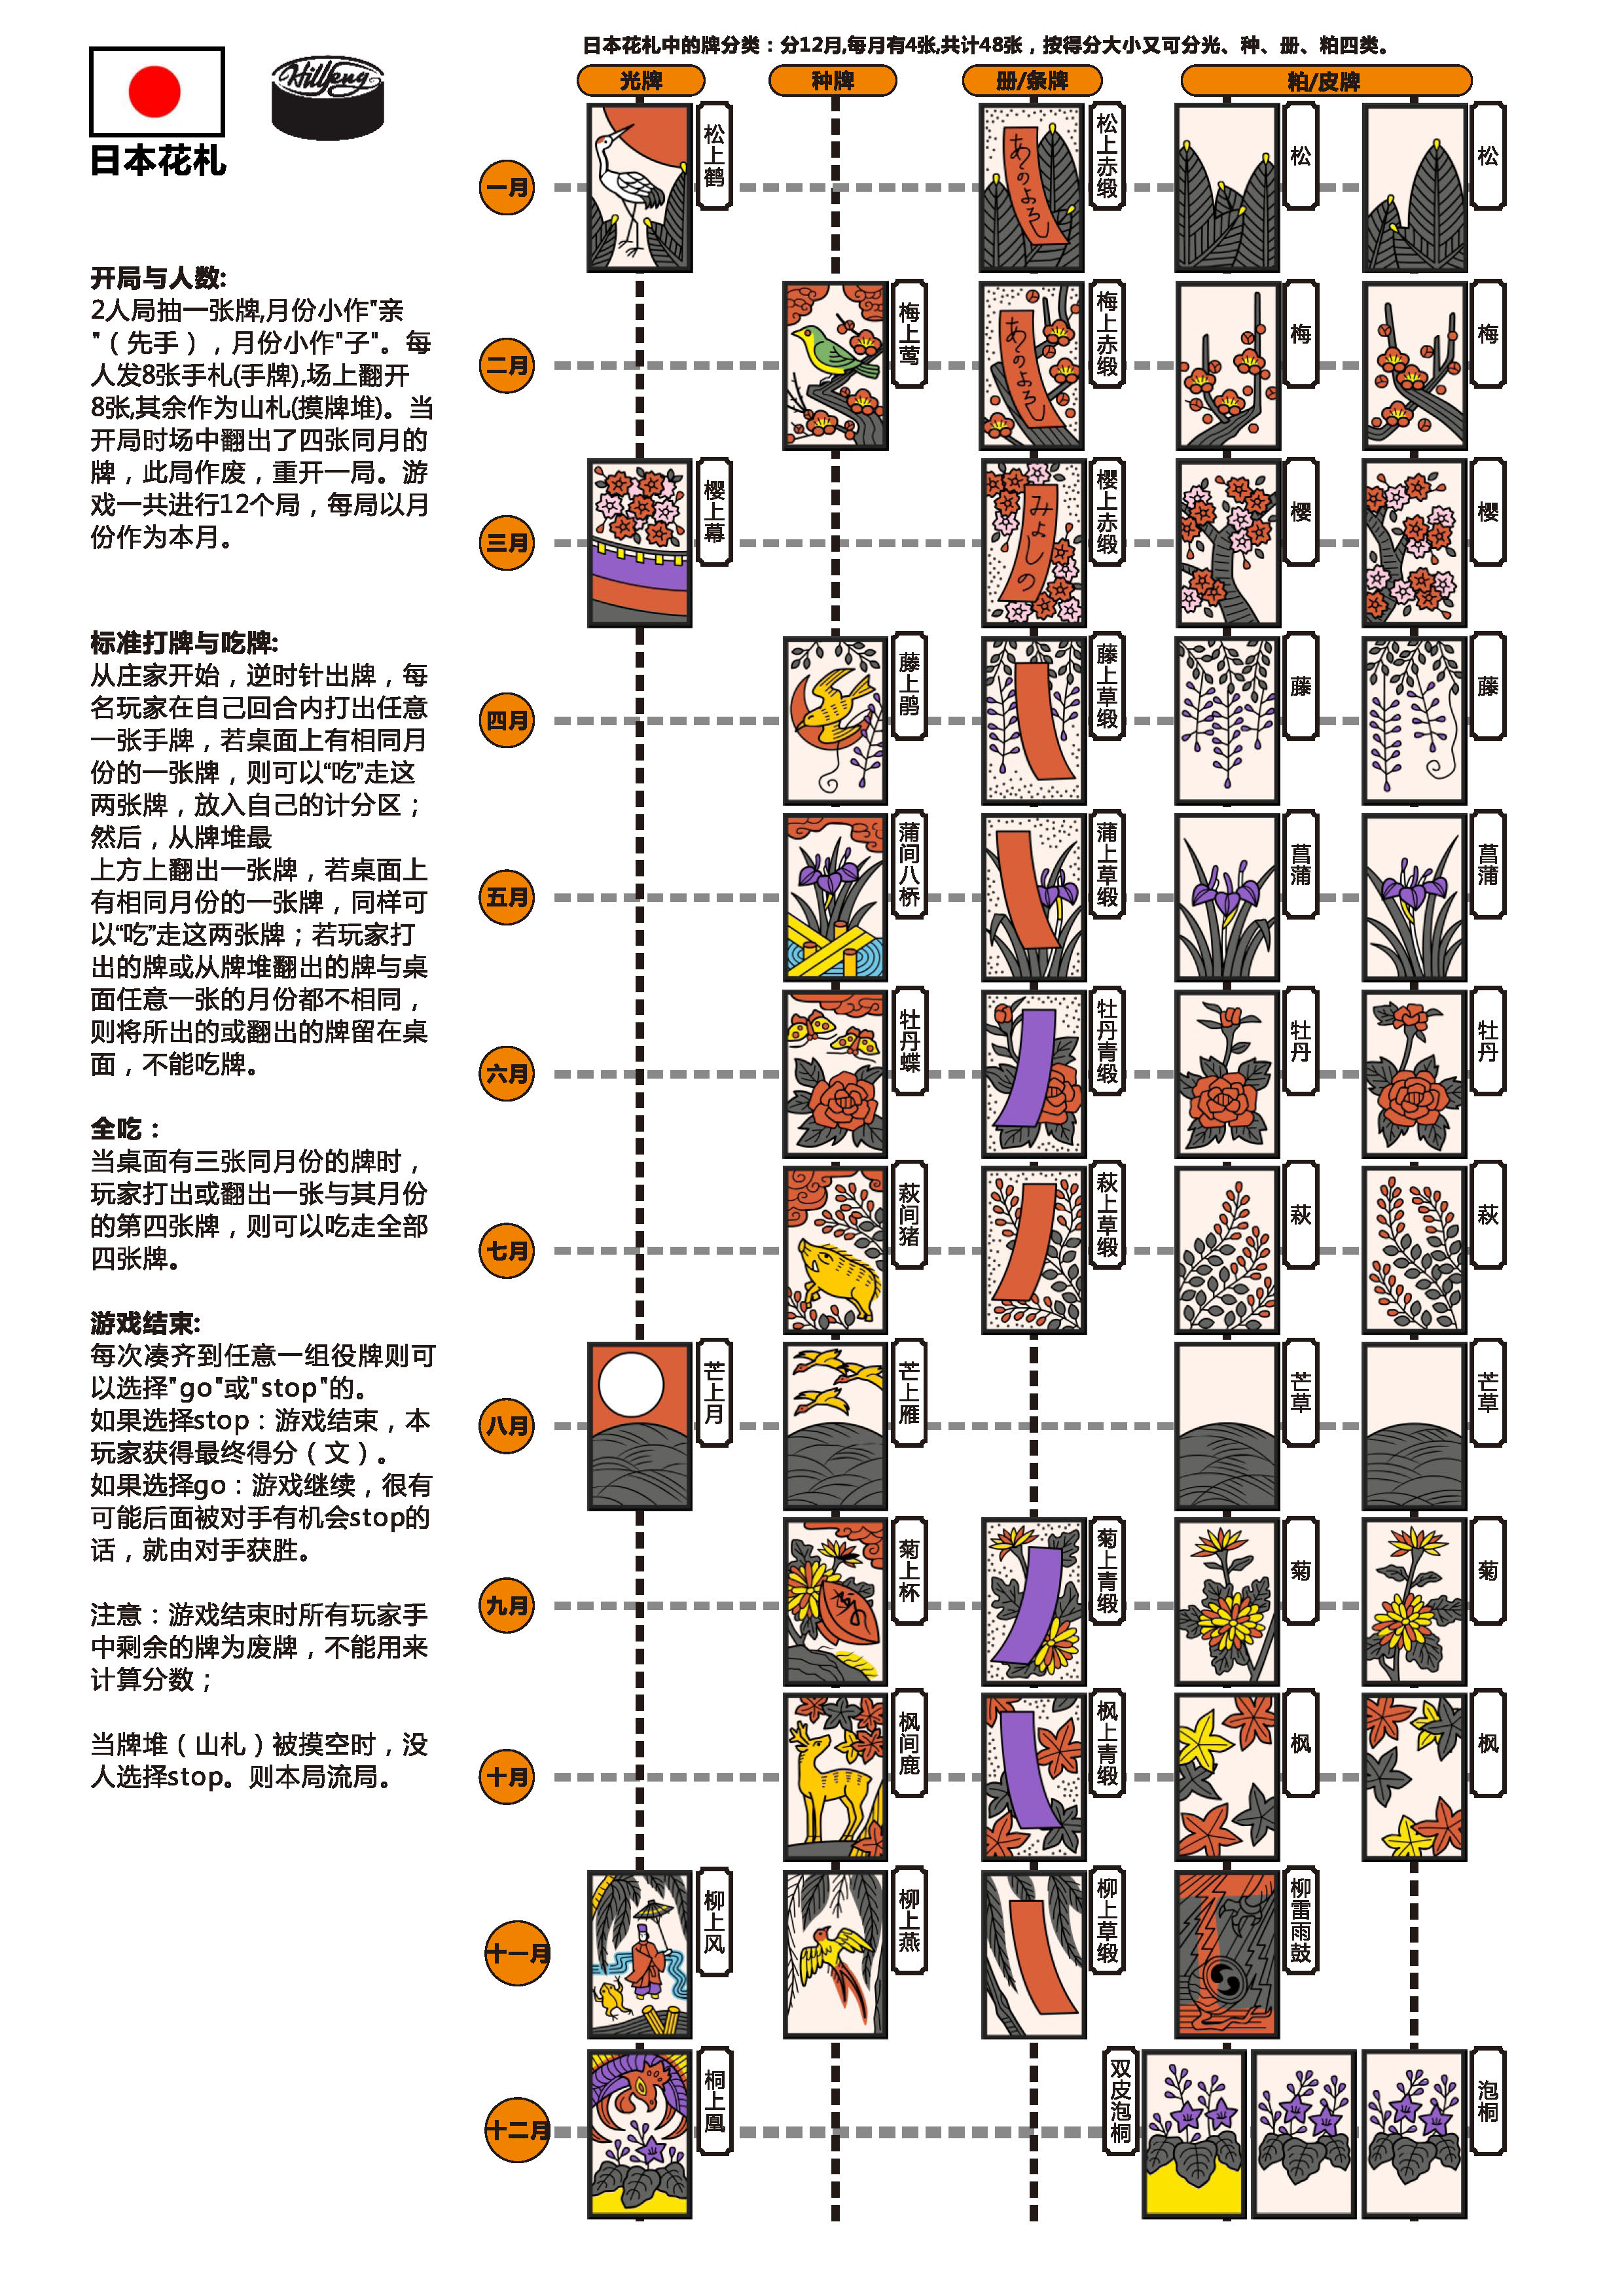 日本花札中的牌分类：分12月,每月有4张,共计48张，按得分大小又可分光、种、册、粕四类。
Hillfeng
日本花札
光牌
种牌
册/条牌
粕/皮牌
开局与人数:
2人局抽一张牌,月份小作"亲
"（先手），月份小作"子"。每
人发8张手札(手牌),场上翻开
8张,其余作为山札(摸牌堆)。当
开局时场中翻出了四张同月的
牌，此局作废，重开一局。游
戏一共进行12个局，每局以月
份作为本月。
标准打牌与吃牌:
从庄家开始，逆时针出牌，每
名玩家在自己回合内打出任意
一张手牌，若桌面上有相同月
份的一张牌，则可以“吃”走这
两张牌，放入自己的计分区；
然后，从牌堆最
上方上翻出一张牌，若桌面上
有相同月份的一张牌，同样可
以“吃”走这两张牌；若玩家打
出的牌或从牌堆翻出的牌与桌
面任意一张的月份都不相同，
则将所出的或翻出的牌留在桌
面，不能吃牌。
全吃：
当桌面有三张同月份的牌时，
玩家打出或翻出一张与其月份
的第四张牌，则可以吃走全部
四张牌。
游戏结束:
每次凑齐到任意一组役牌则可
以选择"go"或"stop"的。
如果选择stop：游戏结束，本
玩家获得最终得分（文）。
如果选择go：游戏继续，很有
可能后面被对手有机会stop的
话，就由对手获胜。
注意：游戏结束时所有玩家手
中剩余的牌为废牌，不能用来
计算分数；
当牌堆（山札）被摸空时，没
人选择stop。则本局流局。
一月
松上鹤
あのよろし
松上赤缎
松
松
二月
梅上莺
あのよろし
梅上赤缎
梅
梅
三月
樱上幕
みよしの
樱上赤缎
樱
樱
四月
藤上鹃
藤上草缎
藤
藤
五月
蒲间八桥
蒲上草缎
菖蒲
菖蒲
六月
牡丹蝶
牡丹青缎
牡丹
牡丹
七月
萩间猪
萩上草缎
萩
萩
八月
芒上月
芒上雁
芒草
芒草
九月
菊上杯
菊上青缎
菊
菊
十月
枫间鹿
枫上青缎
枫
枫
十一月
柳上风
柳上燕
柳上草缎
柳雷雨鼓
十二月
桐上凰
双皮泡桐
泡桐